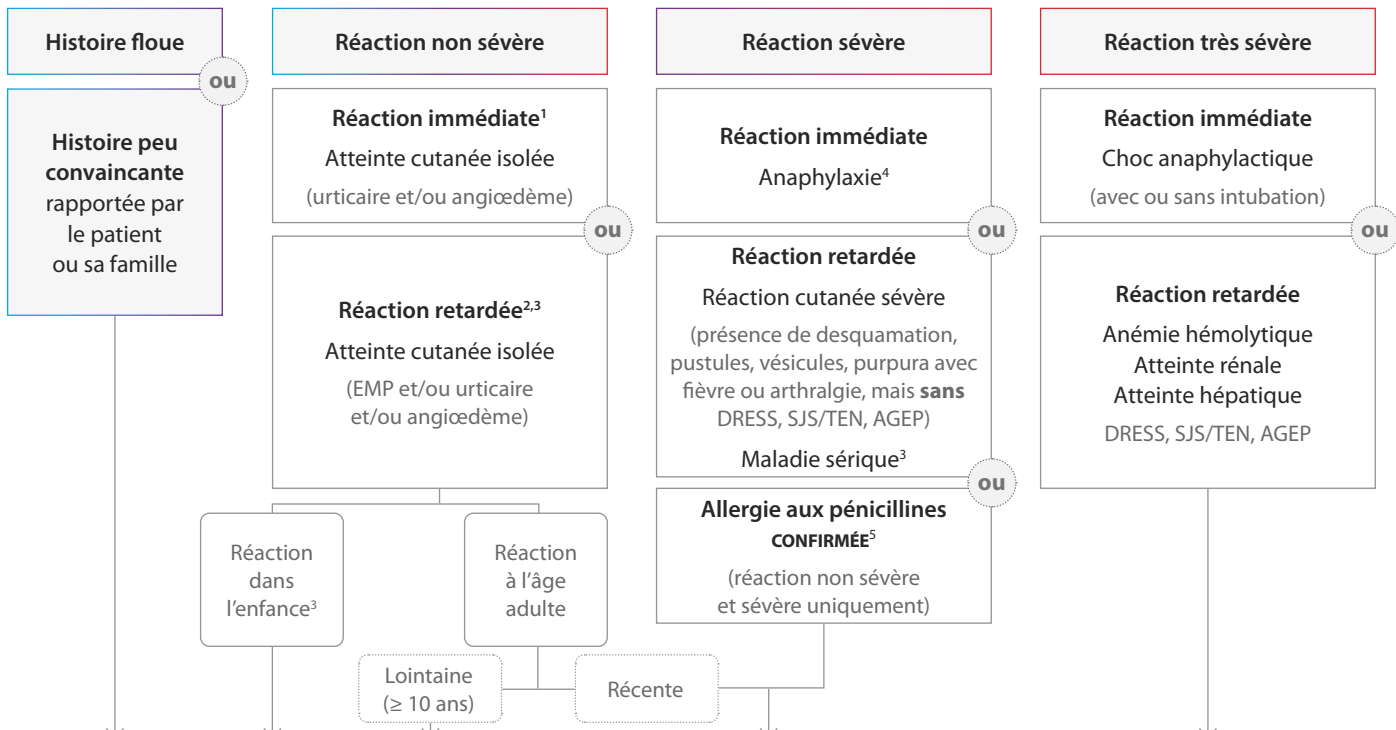 Histoire floue
ou
Histoire peu
convaincante
rapportée par
le patient
ou sa famille
Réaction non sévère
Réaction immédiate¹
Atteinte cutanée isolée
(urticaire et/ou angiœdème)
ou
Réaction retardée²,³
Atteinte cutanée isolée
(EMP et/ou urticaire
et/ou angiœdème)
Réaction
dans
l’enfance³
Réaction
à l’âge
adulte
Lointaine
(≥ 10 ans)
Récente
Réaction sévère
Réaction immédiate
Anaphylaxie⁴
ou
Réaction retardée
Réaction cutanée sévère
(présence de desquamation,
pustules, vésicules, purpura avec
fièvre ou arthralgie, mais sans
DRESS, SJS/TEN, AGEP)
Maladie sérique³
ou
Allergie aux pénicillines
CONFIRMÉE⁵
(réaction non sévère
et sévère uniquement)
Réaction très sévère
Réaction immédiate
Choc anaphylactique
(avec ou sans intubation)
ou
Réaction retardée
Anémie hémolytique
Atteinte rénale
Atteinte hépatique
DRESS, SJS/TEN, AGEP